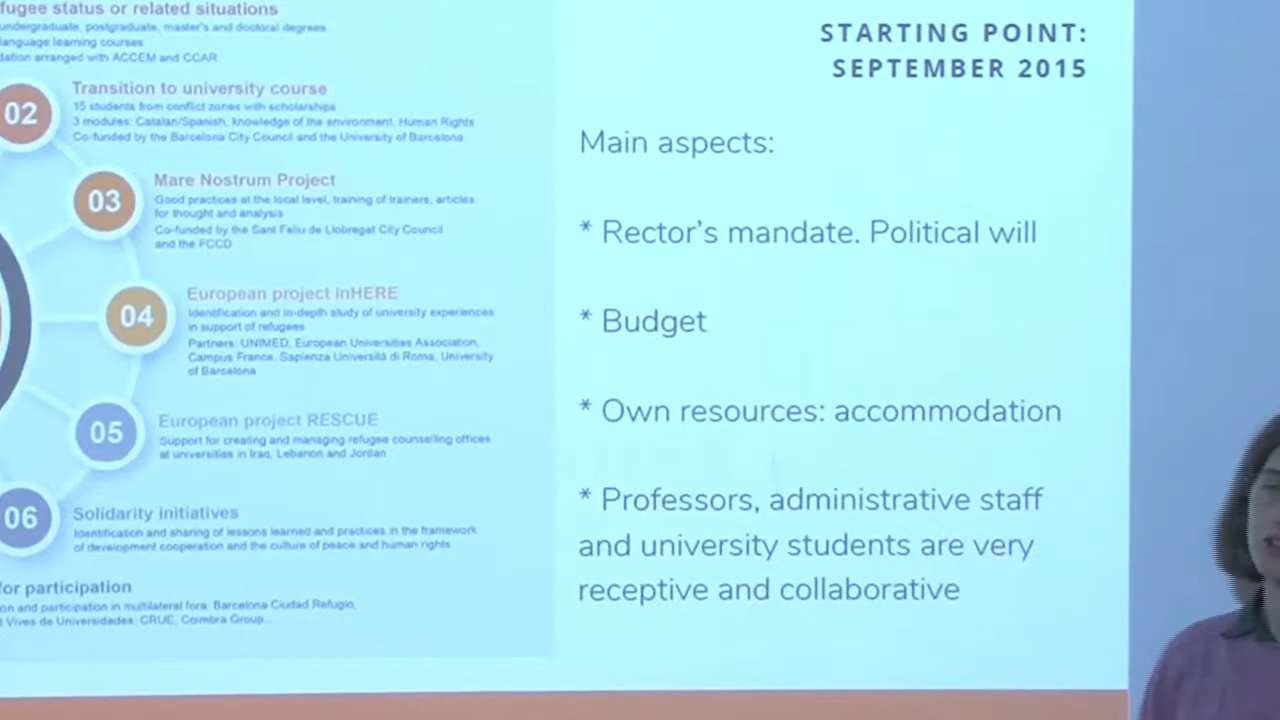 fugee status or related situations
undergraduate, postgraduate, master's and doctoral degrees
language learning courses
dation arranged with ACCEM and CCAR
02
Transition to university course
15 students from conflict zones with scholarships
3 modules: Catalan/Spanish, knowledge of the environment, Human Rights
Co-funded by the Barcelona City Council and the University of Barcelona
03
Mare Nostrum Project
Good practices at the local level, training of trainers, articles
for thought and analysis
Co-funded by the Sant Feliu de Llobregat City Council
and the FCCD
04
European project inHERE
Identification and in-depth study of university experiences
in support of refugees
Partners: UNIMED, European Universities Association,
Campus France, Sapienza Università di Roma, University
of Barcelona
05
European project RESCUE
Support for creating and managing refugee counselling offices
at universities in Iraq, Lebanon and Jordan
06
Solidarity initiatives
Identification and sharing of lessons learned and practices in the framework
of development cooperation and the culture of peace and human rights
for participation
on and participation in multilateral fora: Barcelona Ciudad Refugio,
d Vives de Universidades, CRUE, Coimbra Group...
STARTING POINT:
SEPTEMBER 2015
Main aspects:
* Rector's mandate. Political will
* Budget
* Own resources: accommodation
* Professors, administrative staff
and university students are very
receptive and collaborative